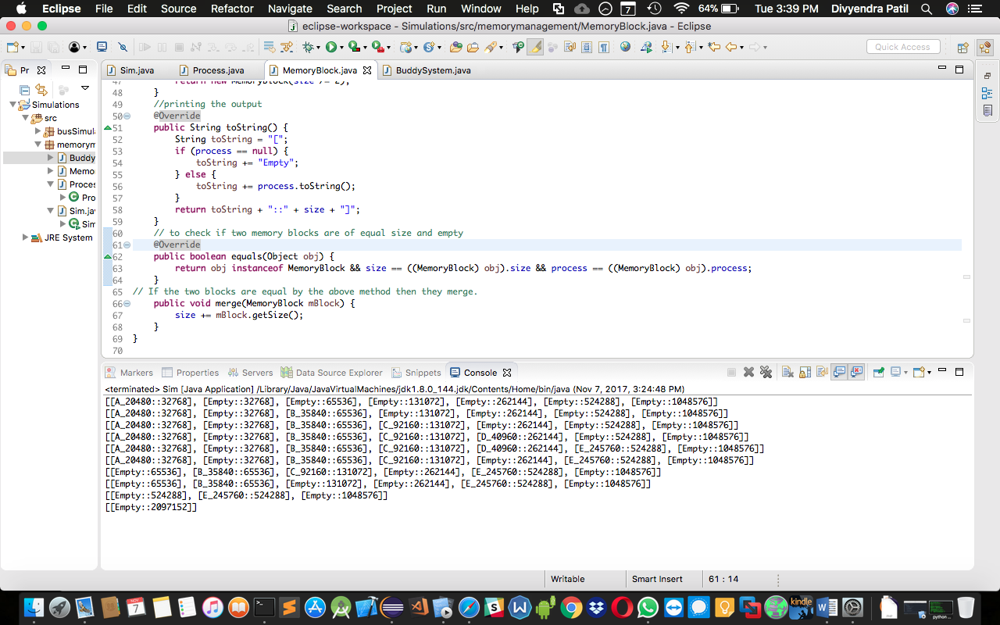 Eclipse File Edit Source Refactor Navigate Search Project Run Window Help 7 64% Tue 3:39 PM Divyendra Patil
eclipse-workspace - Simulations/src/memorymanagement/MemoryBlock.java - Eclipse
Quick Access
Pr
Sim.java Process.java MemoryBlock.java BuddySystem.java
Simulations
src
busSimul
memorym
Buddy
Memo
Proces
Pro
Sim.jav
Sim
JRE System
47 return new MemoryBlock(size /= 2);
48 }
49 //printing the output
50 @Override
51 public String toString() {
52 String toString = "[";
53 if (process == null) {
54 toString += "Empty";
55 } else {
56 toString += process.toString();
57 }
58 return toString + "::" + size + "]";
59 }
60 // to check if two memory blocks are of equal size and empty
61 @Override
62 public boolean equals(Object obj) {
63 return obj instanceof MemoryBlock && size == ((MemoryBlock) obj).size && process == ((MemoryBlock) obj).process;
64 }
65 // If the two blocks are equal by the above method then they merge.
66 public void merge(MemoryBlock mBlock) {
67 size += mBlock.getSize();
68 }
69 }
70
Markers Properties Servers Data Source Explorer Snippets Console
<terminated> Sim [Java Application] /Library/Java/JavaVirtualMachines/jdk1.8.0_144.jdk/Contents/Home/bin/java (Nov 7, 2017, 3:24:48 PM)
[[A_20480::32768], [Empty::32768], [Empty::65536], [Empty::131072], [Empty::262144], [Empty::524288], [Empty::1048576]]
[[A_20480::32768], [Empty::32768], [B_35840::65536], [Empty::131072], [Empty::262144], [Empty::524288], [Empty::1048576]]
[[A_20480::32768], [Empty::32768], [B_35840::65536], [C_92160::131072], [Empty::262144], [Empty::524288], [Empty::1048576]]
[[A_20480::32768], [Empty::32768], [B_35840::65536], [C_92160::131072], [D_40960::262144], [Empty::524288], [Empty::1048576]]
[[A_20480::32768], [Empty::32768], [B_35840::65536], [C_92160::131072], [D_40960::262144], [E_245760::524288], [Empty::1048576]]
[[A_20480::32768], [Empty::32768], [B_35840::65536], [C_92160::131072], [Empty::262144], [E_245760::524288], [Empty::1048576]]
[[Empty::65536], [B_35840::65536], [C_92160::131072], [Empty::262144], [E_245760::524288], [Empty::1048576]]
[[Empty::65536], [B_35840::65536], [Empty::131072], [Empty::262144], [E_245760::524288], [Empty::1048576]]
[[Empty::524288], [E_245760::524288], [Empty::1048576]]
[[Empty::2097152]]
Writable Smart Insert 61 : 14
NOV
7
kindle
python